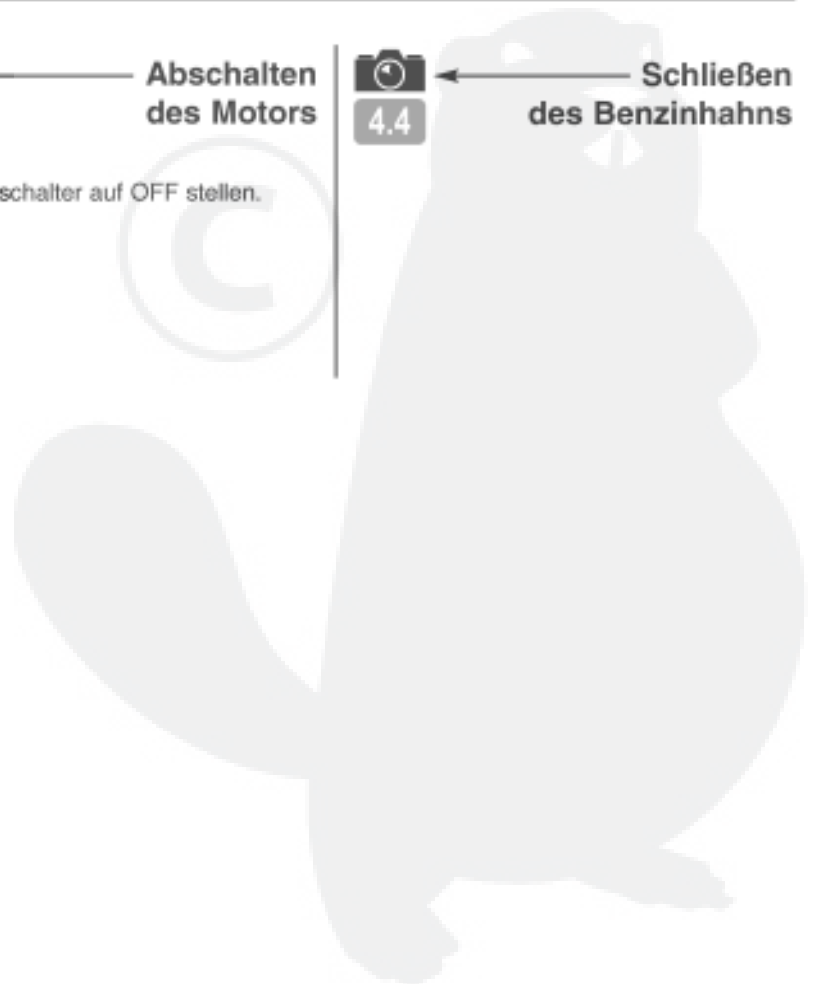 Abschalten
des Motors
schalter auf OFF stellen.
©
4.4
Schließen
des Benzinhahns